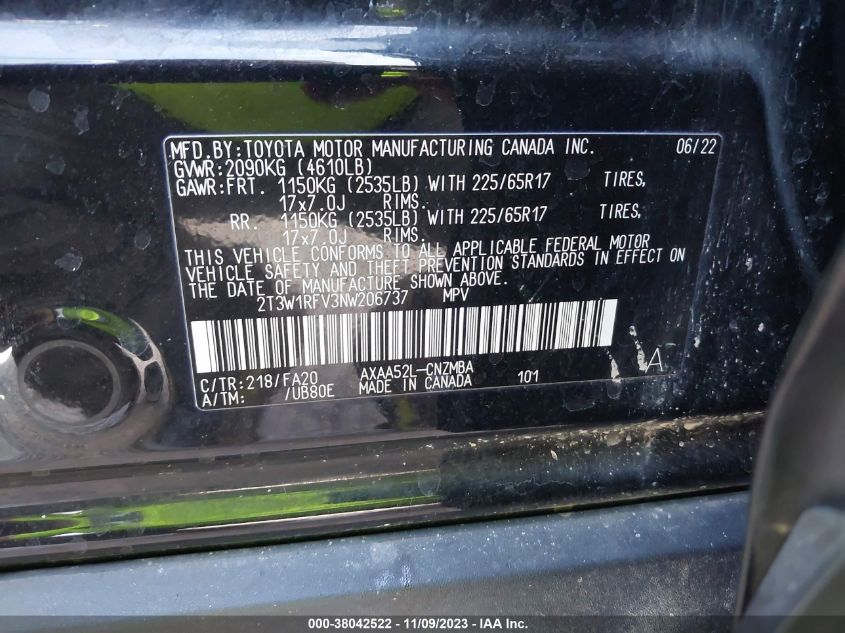 MFD.BY:TOYOTA MOTOR MANUFACTURING CANADA INC. 06/22
GVWR:2090KG (4610LB)
GAWR:FRT. 1150KG (2535LB) WITH 225/65R17 TIRES,
17x7.0J RIMS.
RR. 1150KG (2535LB) WITH 225/65R17 TIRES,
17x7.0J RIMS.
THIS VEHICLE CONFORMS TO ALL APPLICABLE FEDERAL MOTOR
VEHICLE SAFETY AND THEFT PREVENTION STANDARDS IN EFFECT ON
THE DATE OF MANUFACTURE SHOWN ABOVE.
2T3W1RFV3NW206737 MPV
C/TR:218/FA20 AXAA52L-CNZMBA
A/TM: /UB80E MADE IN CANADA 101 A
000-38042522 - 11/09/2023 - IAA Inc.